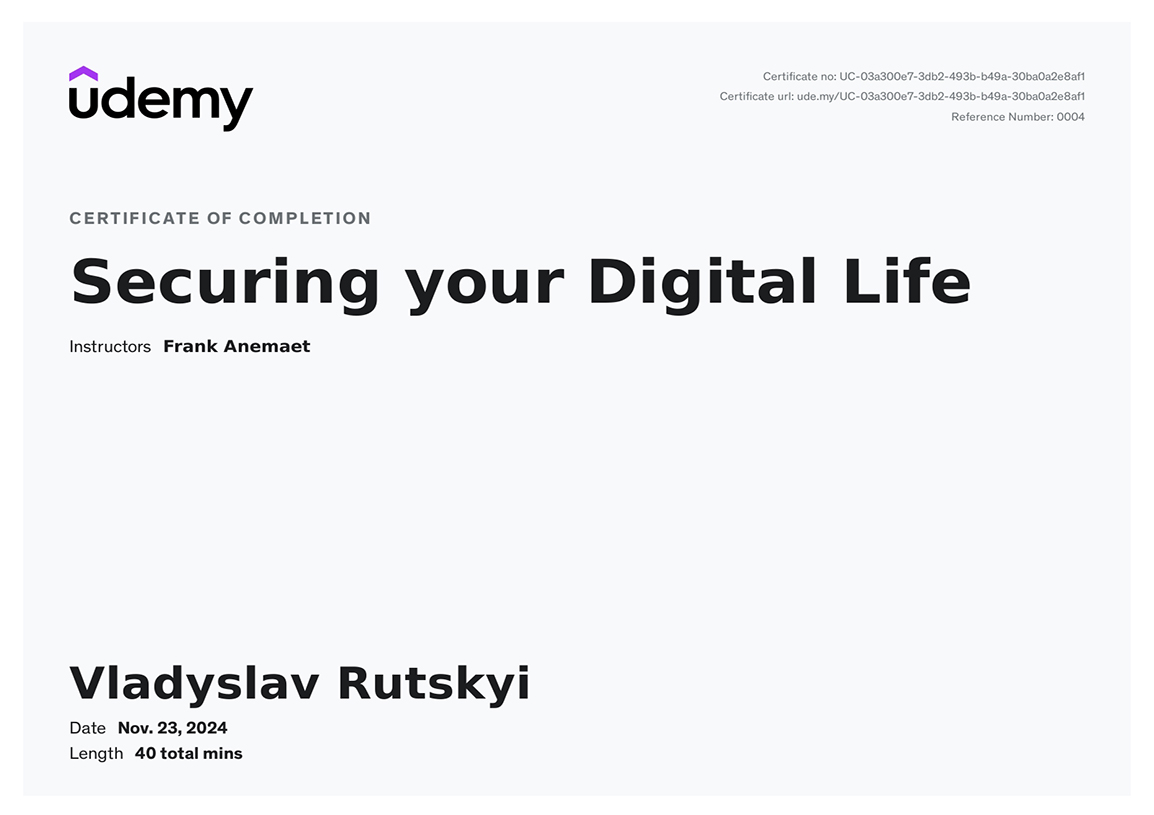 udemy
Certificate no: UC-03a300e7-3db2-493b-b49a-30ba0a2e8af1
Certificate url: ude.my/UC-03a300e7-3db2-493b-b49a-30ba0a2e8af1
Reference Number: 0004
CERTIFICATE OF COMPLETION
Securing your Digital Life
Instructors Frank Anemaet
Vladyslav Rutskyi
Date Nov. 23, 2024
Length 40 total mins